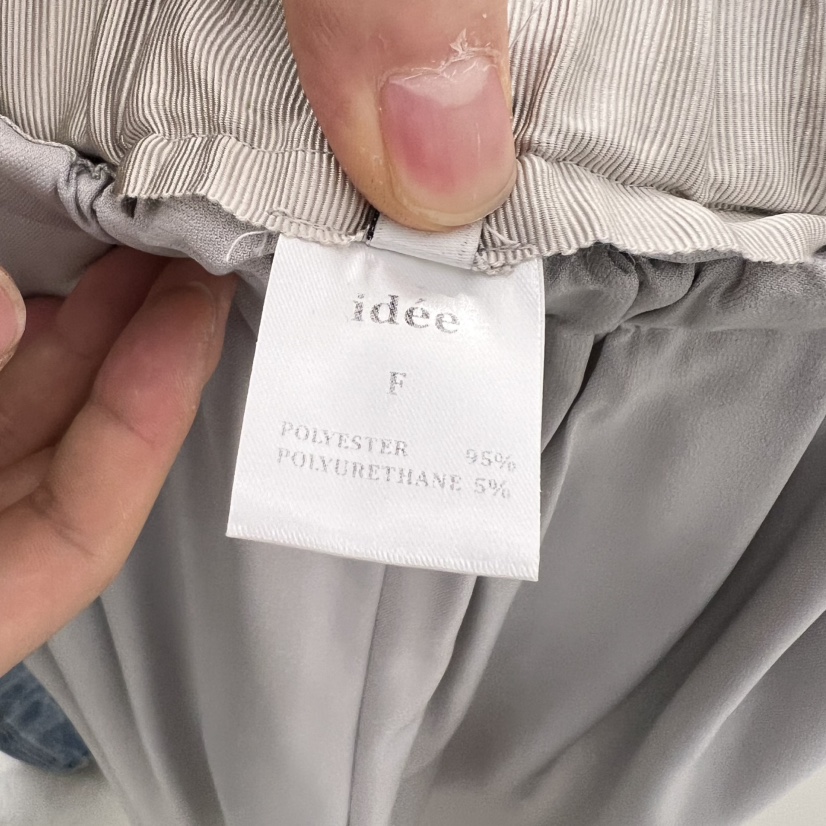 idée
F
POLYESTER 95%
POLYURETHANE 5%